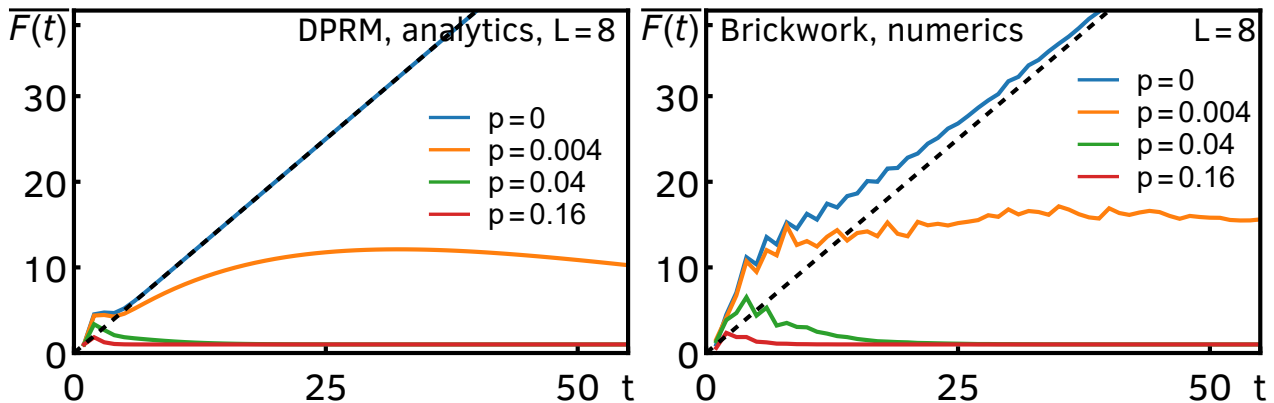 F(t)
DPRM, analytics, L=8
30
20
10
0
p=0
p=0.004
p=0.04
p=0.16
0 25 50 t
F(t)
Brickwork, numerics L=8
30
20
10
0
p=0
p=0.004
p=0.04
p=0.16
0 25 50 t